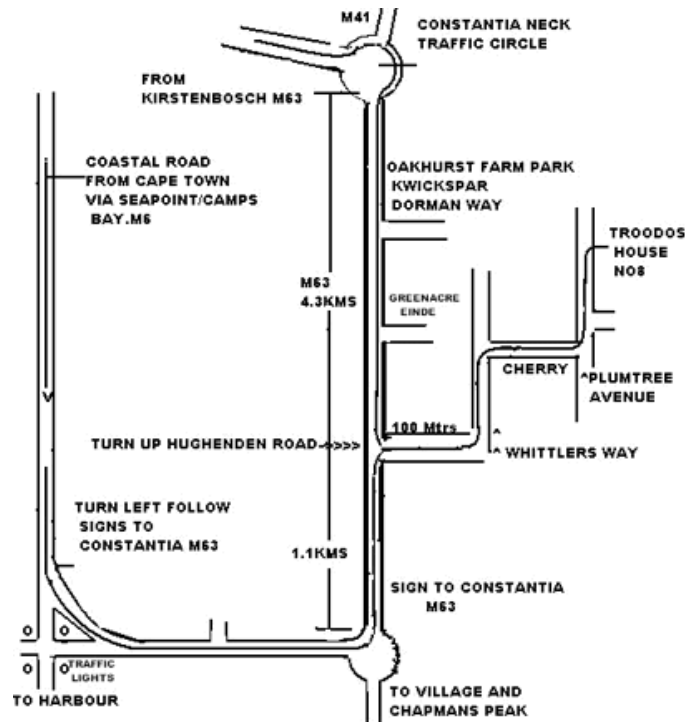 M41
CONSTANTIA NECK
TRAFFIC CIRCLE
FROM
KIRSTENBOSCH M63
COASTAL ROAD
FROM CAPE TOWN
VIA SEAPOINT/CAMPS
BAY.M6
OAKHURST FARM PARK
KWICKSPAR
DORMAN WAY
TROODOS
HOUSE
NO8
M63
4.3KMS
GREENACRE
EINDE
CHERRY
^PLUMTREE
AVENUE
100 Mtrs
TURN UP HUGHENDEN ROAD->>>>
^
^ WHITTLERS WAY
TURN LEFT FOLLOW
SIGNS TO
CONSTANTIA M63
1.1KMS
SIGN TO CONSTANTIA
M63
TRAFFIC
LIGHTS
TO HARBOUR
TO VILLAGE AND
CHAPMANS PEAK